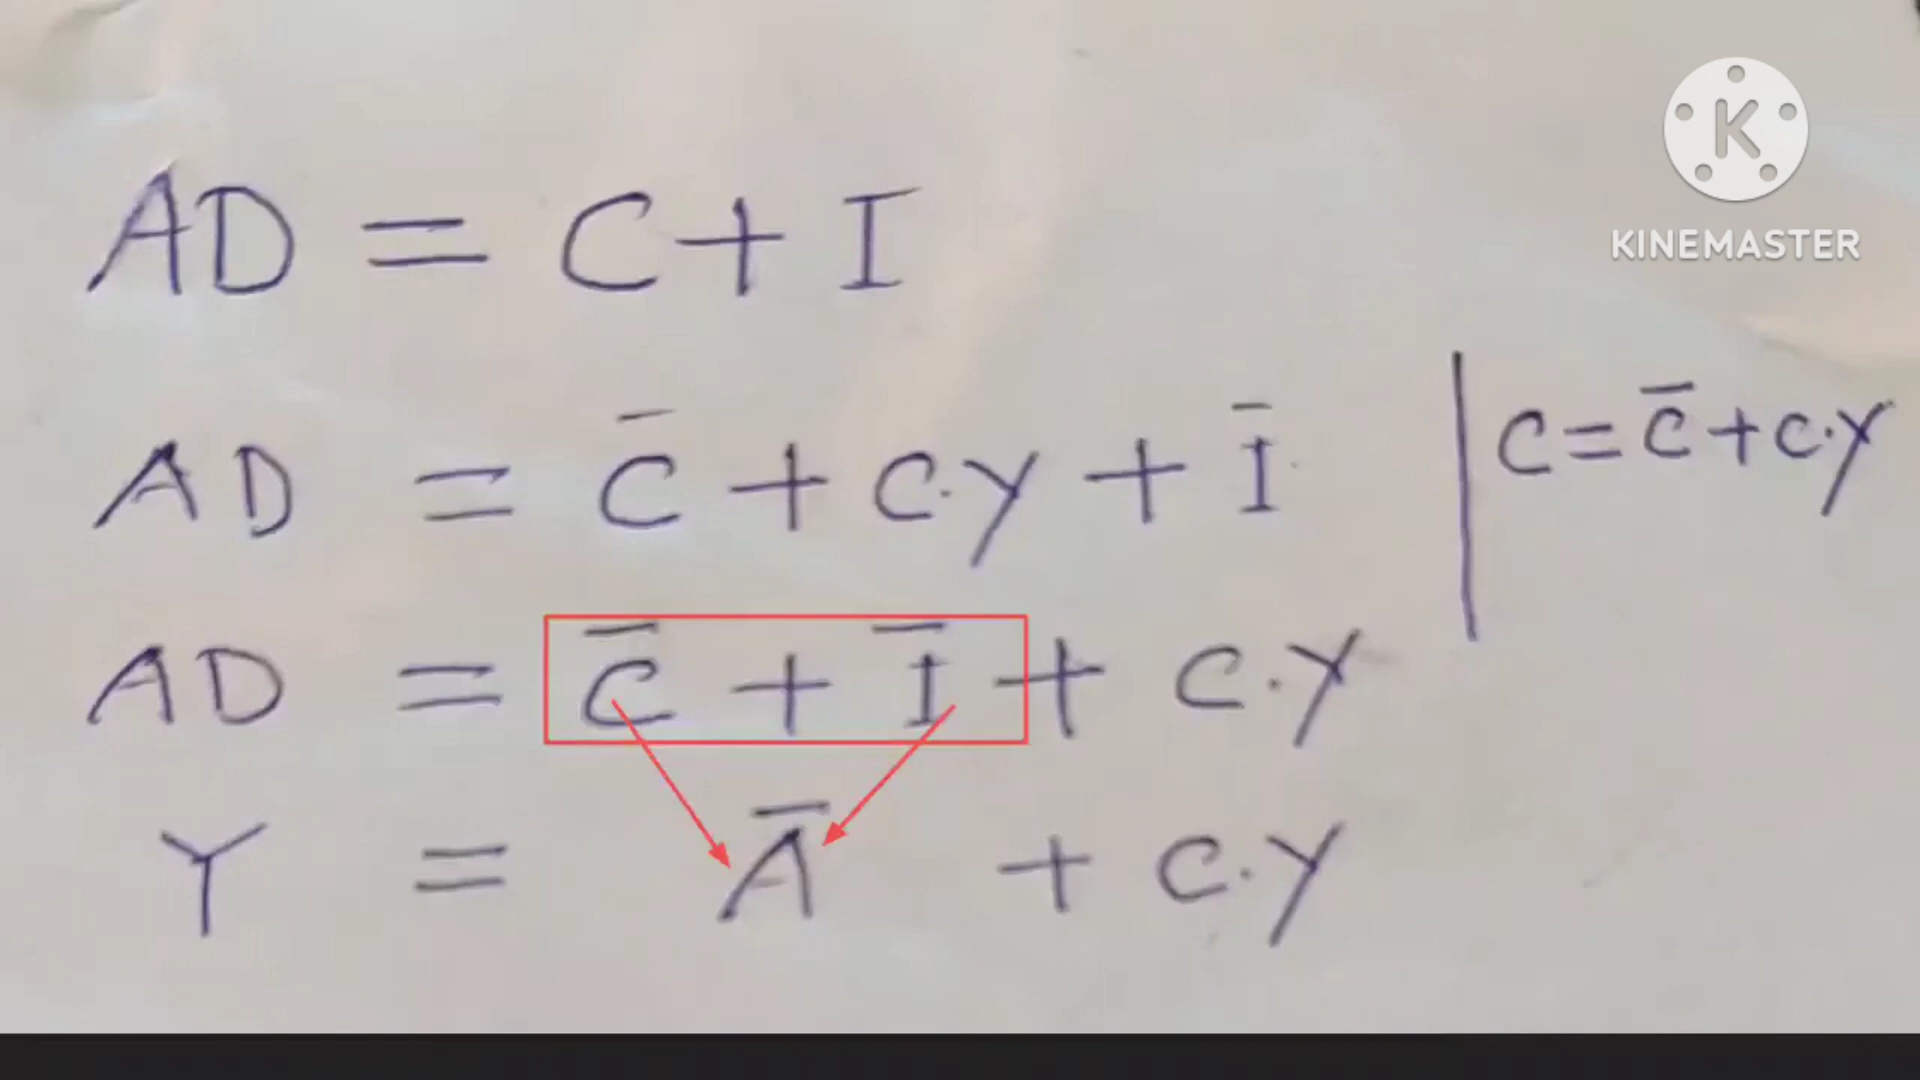 AD = C + I
AD = C̄ + c.Y + Ī | C = C̄ + c.Y
AD = C̄ + Ī + c.Y
Y = Ā + c.Y
K
KINEMASTER